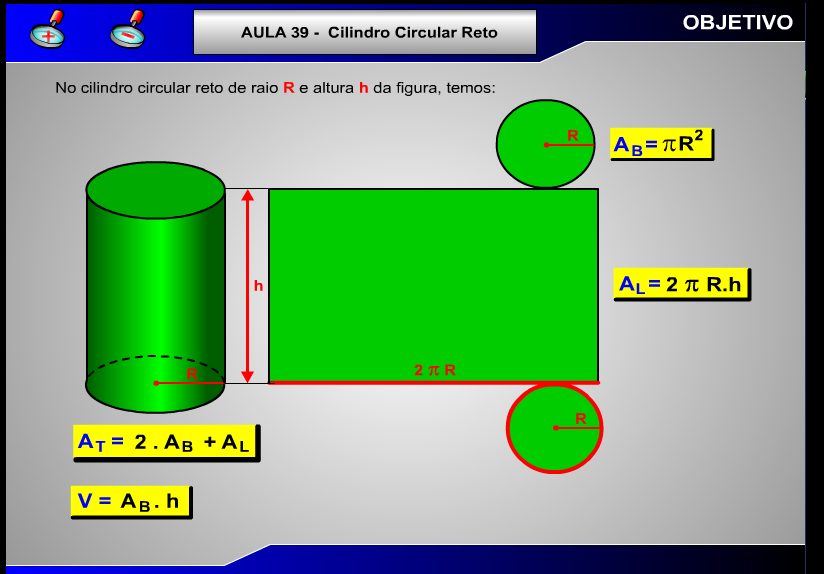 AULA 39 - Cilindro Circular Reto
OBJETIVO
No cilindro circular reto de raio R e altura h da figura, temos:
R
A_B = πR²
h
A_L = 2 π R.h
R
2 π R
R
A_T = 2 . A_B + A_L
V = A_B . h